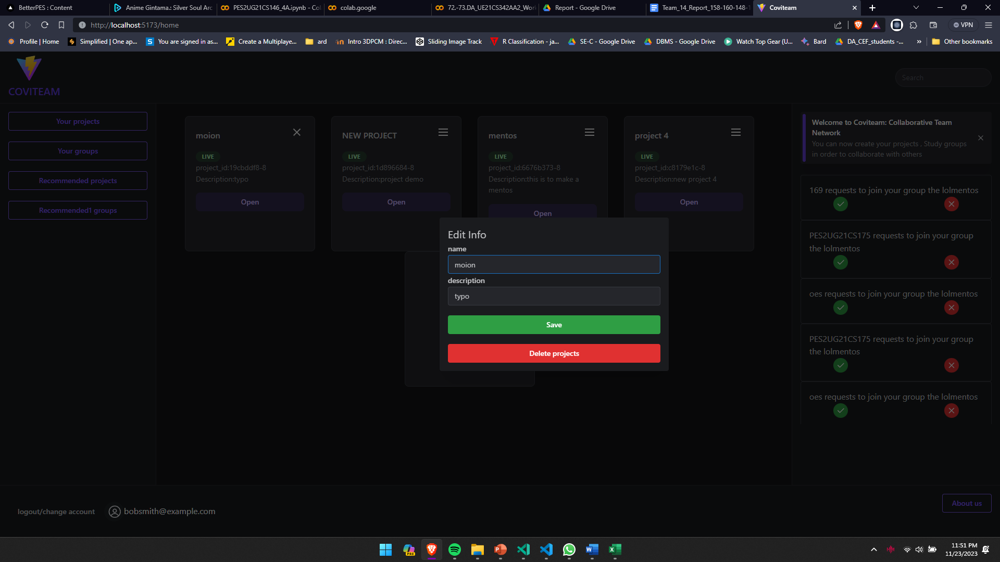 BetterPES : Content
Anime Gintama.: Silver Soul Arc
PES2UG21CS146_4A.ipynb - Col
colab.google
72.-73.DA_UE21CS342AA2_Work
Report - Google Drive
Team_14_Report_158-160-148-1
Coviteam
http://localhost:5173/home
VPN
Profile | Home
Simplified | One ap...
You are signed in as...
Create a Multiplaye...
ard
Intro 3DPCM : Direc...
Sliding Image Track
R Classification - ja...
SE-C - Google Drive
DBMS - Google Drive
Watch Top Gear (U...
Bard
DA_CEF_students -...
Other bookmarks
COVITEAM
Search
Your projects
Your groups
Recommended projects
Recommended1 groups
moion
LIVE
project_id:19cbddf8-8
Description:typo
Open
NEW PROJECT
LIVE
project_id:1d896684-8
Description:project demo
Open
mentos
LIVE
project_id:6676b373-8
Description:this is to make a
mentos
Open
project 4
LIVE
project_id:c8179e1c-8
Description:new project 4
Open
Edit Info
name
moion
description
typo
Save
Delete projects
Welcome to Coviteam: Collaborative Team
Network
You can now create your projects , Study groups
in order to collaborate with others
169 requests to join your group the lolmentos
PES2UG21CS175 requests to join your group
the lolmentos
oes requests to join your group the lolmentos
PES2UG21CS175 requests to join your group
the lolmentos
oes requests to join your group the lolmentos
logout/change account
bobsmith@example.com
About us
PRE
11:51 PM
11/23/2023